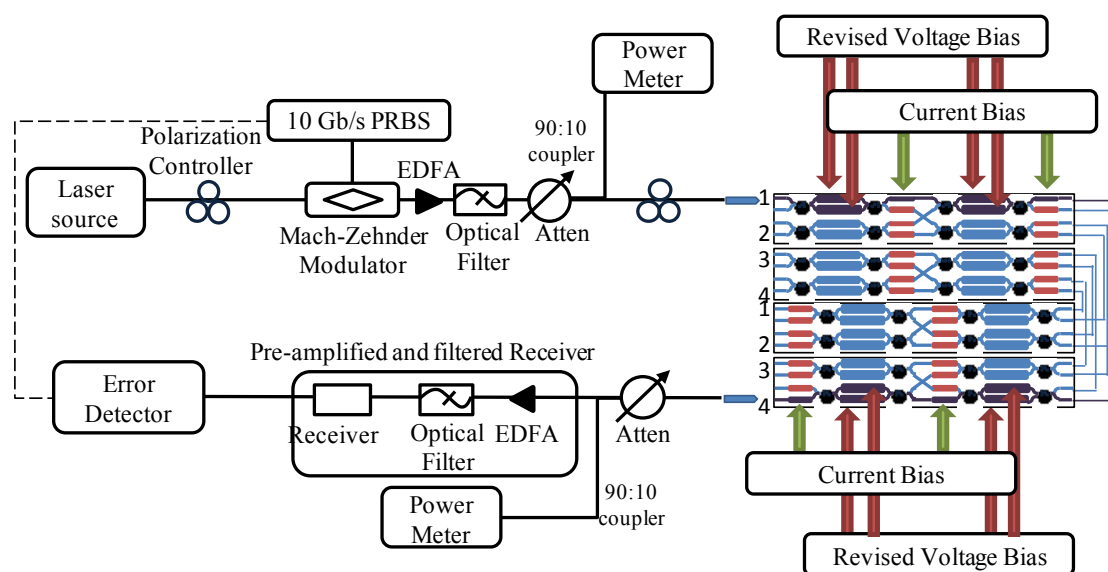 Power
Meter
Revised Voltage Bias
10 Gb/s PRBS
Current Bias
Polarization
Controller
90:10
coupler
EDFA
Laser
source
Mach-Zehnder
Modulator
Optical
Filter
Atten
1
2
3
4
1
2
3
4
Pre-amplified and filtered Receiver
Error
Detector
Receiver
Optical
Filter
EDFA
Atten
90:10
coupler
Power
Meter
Current Bias
Revised Voltage Bias